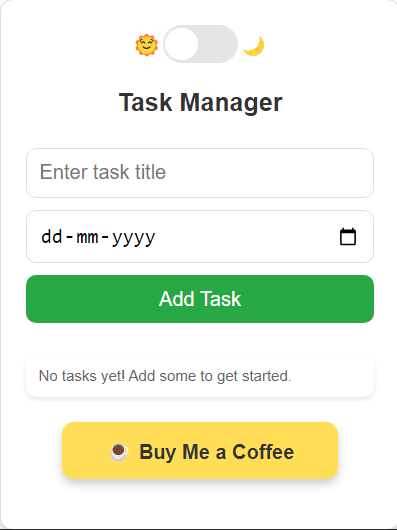 Task Manager
Enter task title
dd-mm-yyyy
Add Task
No tasks yet! Add some to get started.
Buy Me a Coffee